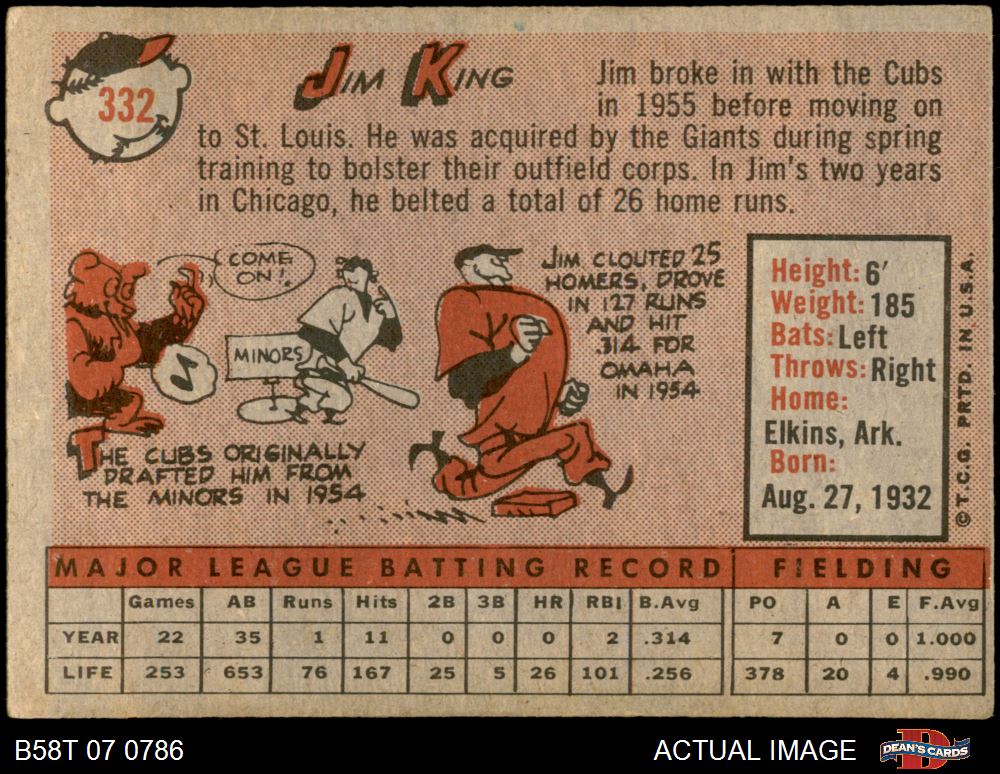 332
JIM KING
Jim broke in with the Cubs
in 1955 before moving on
to St. Louis. He was acquired by the Giants during spring
training to bolster their outfield corps. In Jim's two years
in Chicago, he belted a total of 26 home runs.
COME
ON!
MINORS
THE CUBS ORIGINALLY
DRAFTED HIM FROM
THE MINORS IN 1954
JIM CLOUTED 25
HOMERS, DROVE
IN 127 RUNS
AND HIT
.314 FOR
OMAHA
IN 1954
Height: 6'
Weight: 185
Bats: Left
Throws: Right
Home:
Elkins, Ark.
Born:
Aug. 27, 1932
© T.C.G. PRT'D. IN U.S.A.
MAJOR LEAGUE BATTING RECORD FIELDING
Games AB Runs Hits 2B 3B HR RBI B.Avg PO A E F.Avg
YEAR 22 35 1 11 0 0 0 2 .314 7 0 0 1.000
LIFE 253 653 76 167 25 5 26 101 .256 378 20 4 .990
B58T 07 0786 ACTUAL IMAGE DEAN'S CARDS